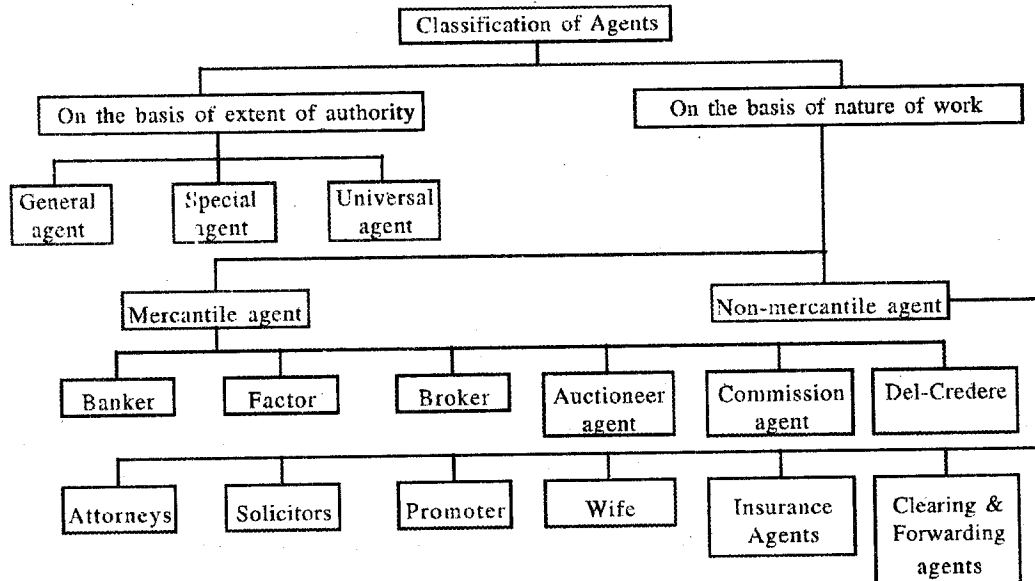 Classification of Agents
On the basis of extent of authority
On the basis of nature of work
General
agent
Special
agent
Universal
agent
Mercantile agent
Non-mercantile agent
Banker
Factor
Broker
Auctioneer
agent
Commission
agent
Del-Credere
Attorneys
Solicitors
Promoter
Wife
Insurance
Agents
Clearing &
Forwarding
agents